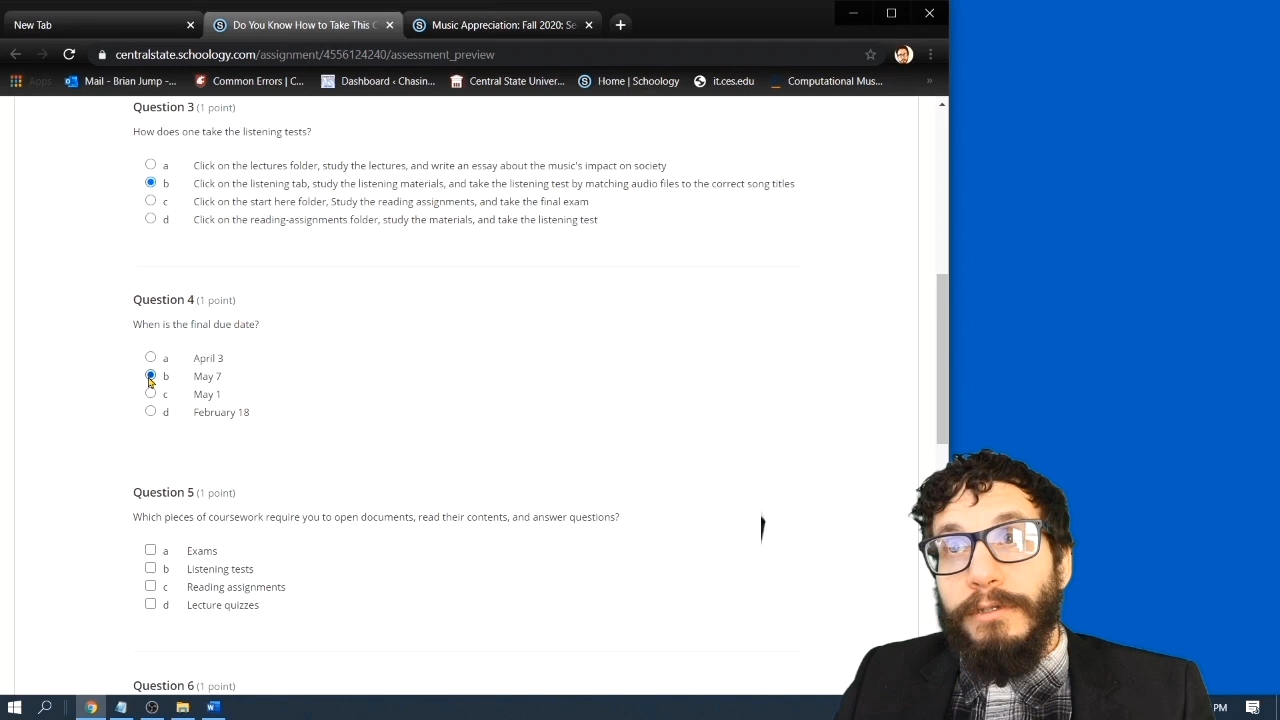 New Tab
Do You Know How to Take This C
Music Appreciation: Fall 2020: Se
centralstate.schoology.com/assignment/4556124240/assessment_preview
Apps
Mail - Brian Jump -...
Common Errors | C...
Dashboard ‹ Chasin...
Central State Univer...
Home | Schoology
it.ces.edu
Computational Mus...
»
Question 3 (1 point)
How does one take the listening tests?
a Click on the lectures folder, study the lectures, and write an essay about the music's impact on society
b Click on the listening tab, study the listening materials, and take the listening test by matching audio files to the correct song titles
c Click on the start here folder, Study the reading assignments, and take the final exam
d Click on the reading-assignments folder, study the materials, and take the listening test
Question 4 (1 point)
When is the final due date?
a April 3
b May 7
c May 1
d February 18
Question 5 (1 point)
Which pieces of coursework require you to open documents, read their contents, and answer questions?
a Exams
b Listening tests
c Reading assignments
d Lecture quizzes
Question 6 (1 point)
PM